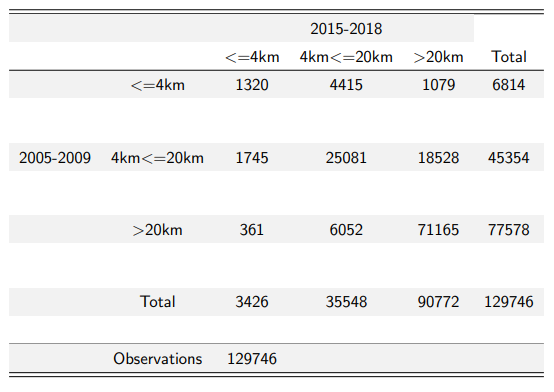 2015-2018
<=4km 4km<=20km >20km Total
<=4km 1320 4415 1079 6814
2005-2009 4km<=20km 1745 25081 18528 45354
>20km 361 6052 71165 77578
Total 3426 35548 90772 129746
Observations 129746